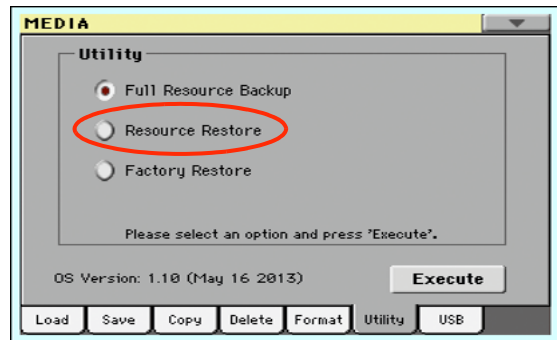 MEDIA
Utility
Full Resource Backup
Resource Restore
Factory Restore
Please select an option and press 'Execute'.
OS Version: 1.10 (May 16 2013)
Execute
Load Save Copy Delete Format Utility USB